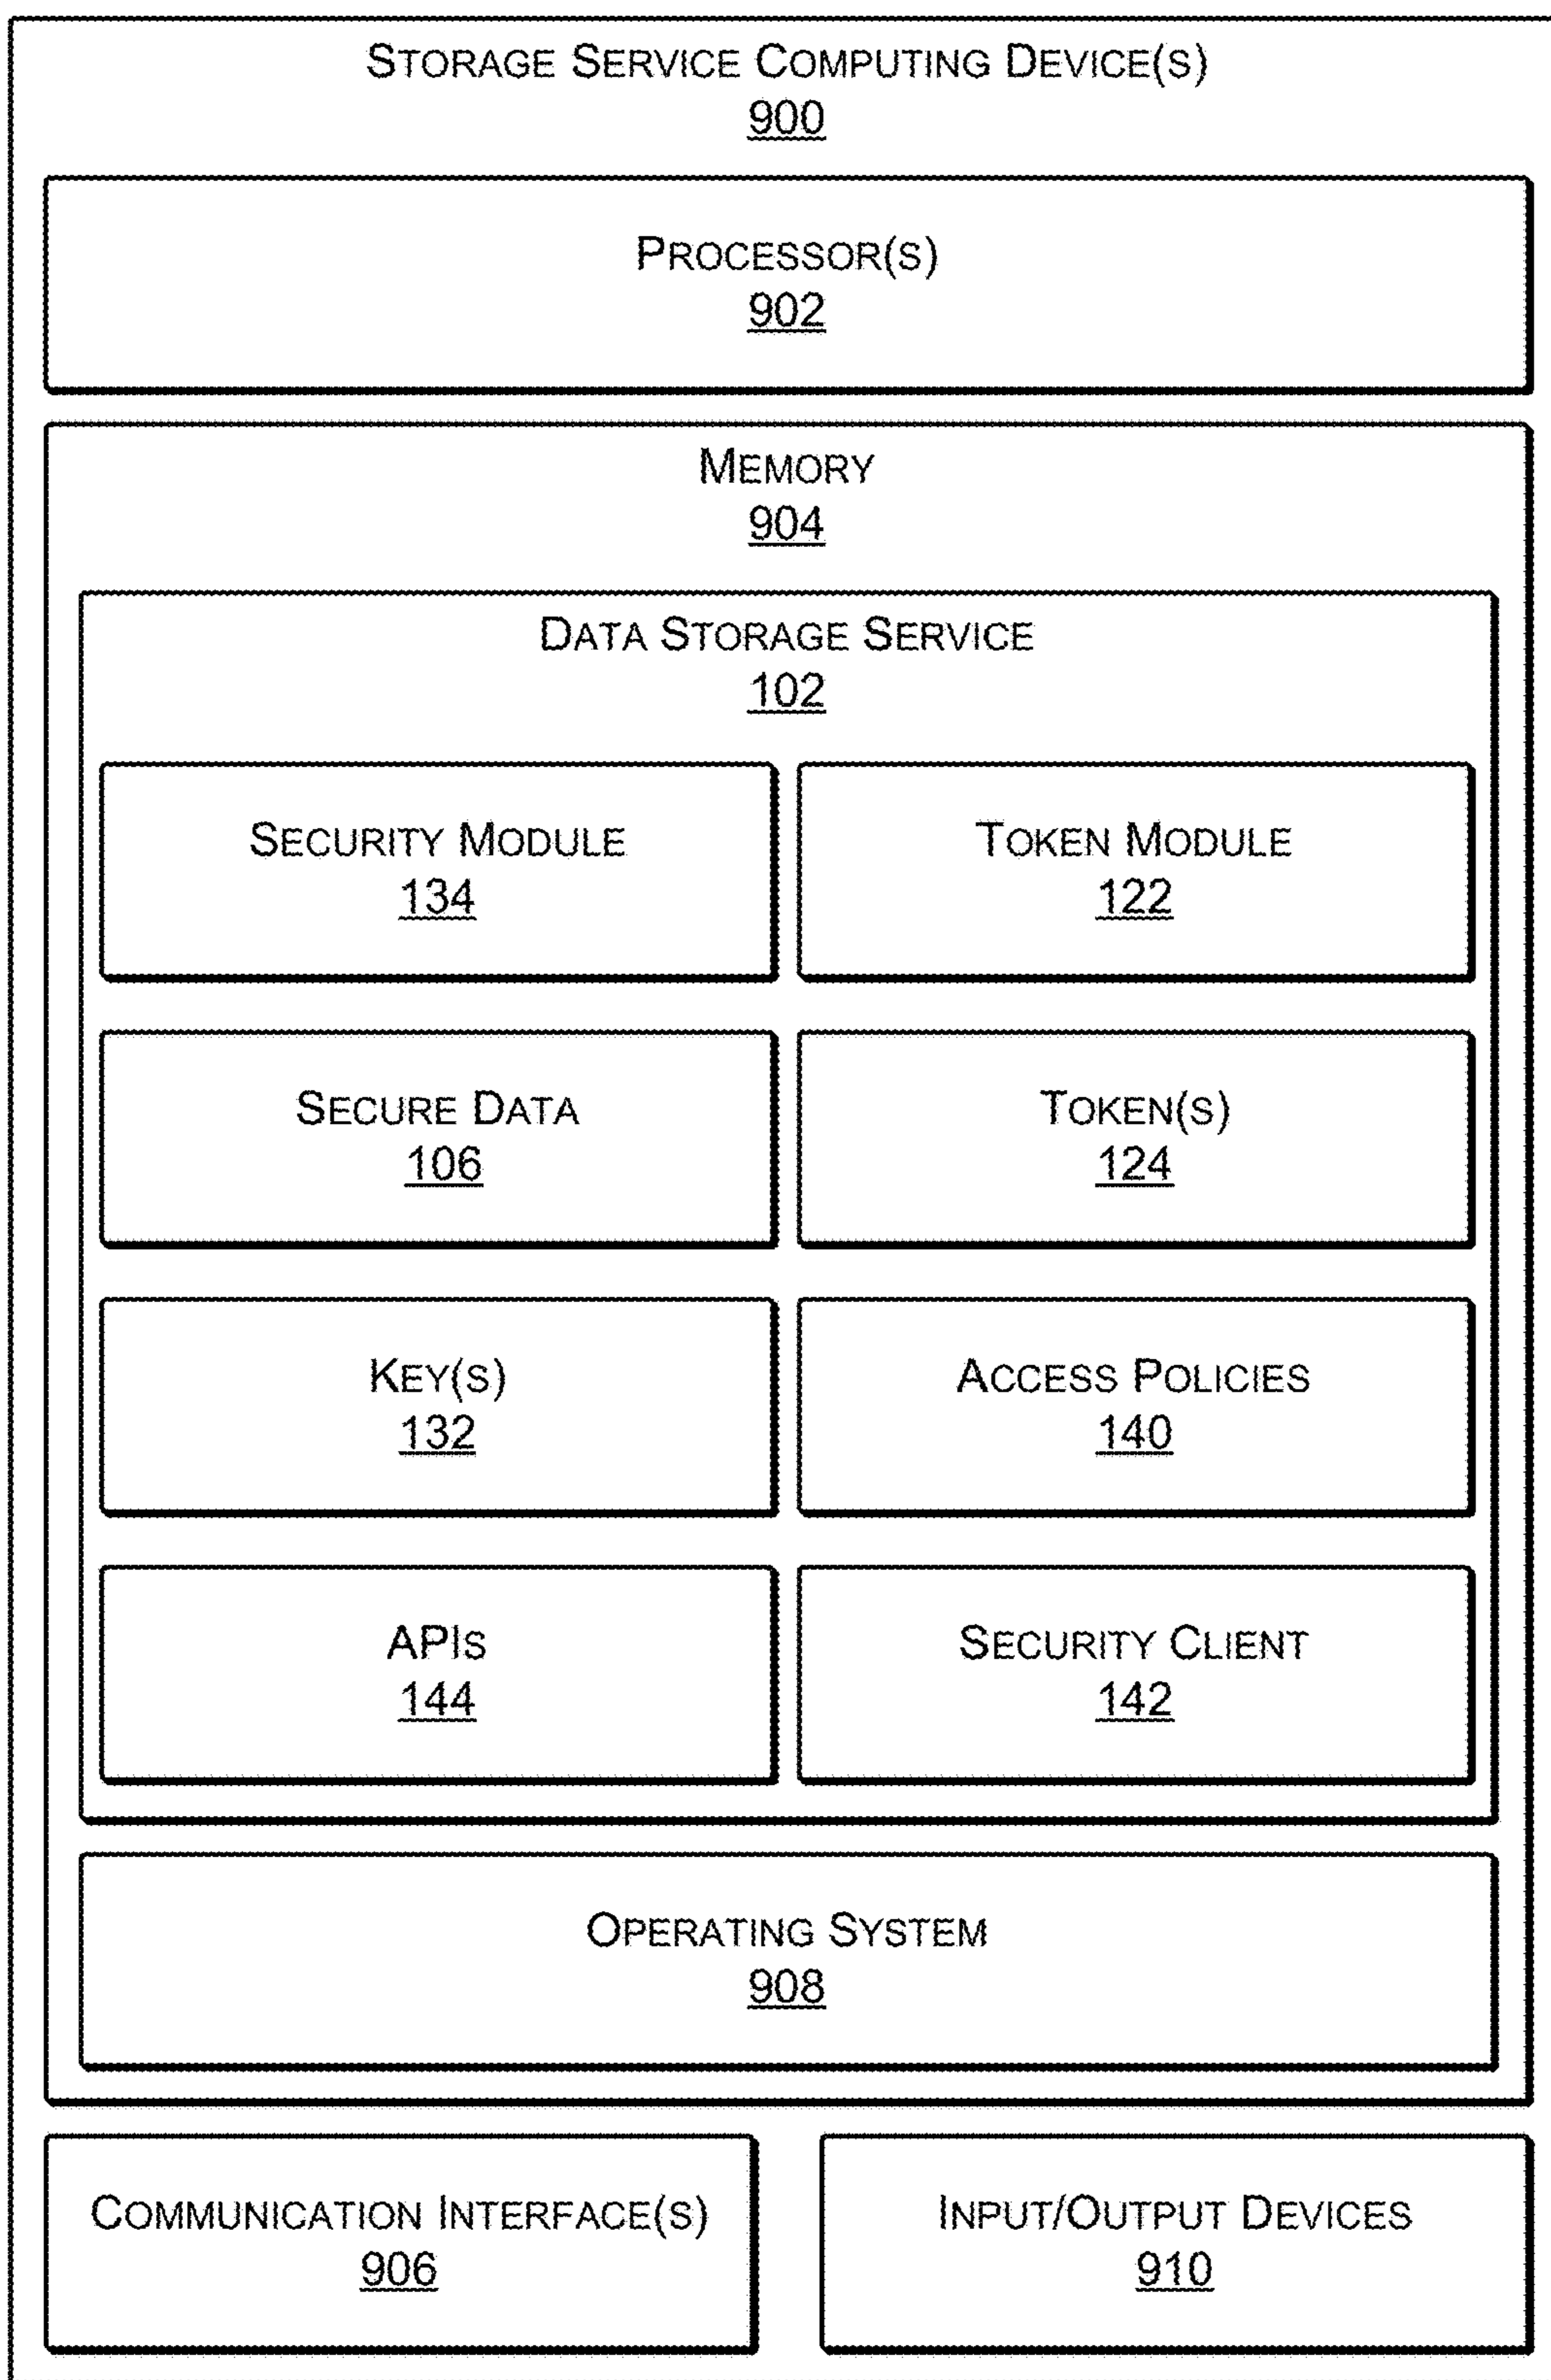 STORAGE SERVICE COMPUTING DEVICE(S)
900
PROCESSOR(S)
902
MEMORY
904
DATA STORAGE SERVICE
102
SECURITY MODULE
134
TOKEN MODULE
122
SECURE DATA
106
TOKEN(S)
124
KEY(S)
132
ACCESS POLICIES
140
APIS
144
SECURITY CLIENT
142
OPERATING SYSTEM
908
COMMUNICATION INTERFACE(S)
906
INPUT/OUTPUT DEVICES
910